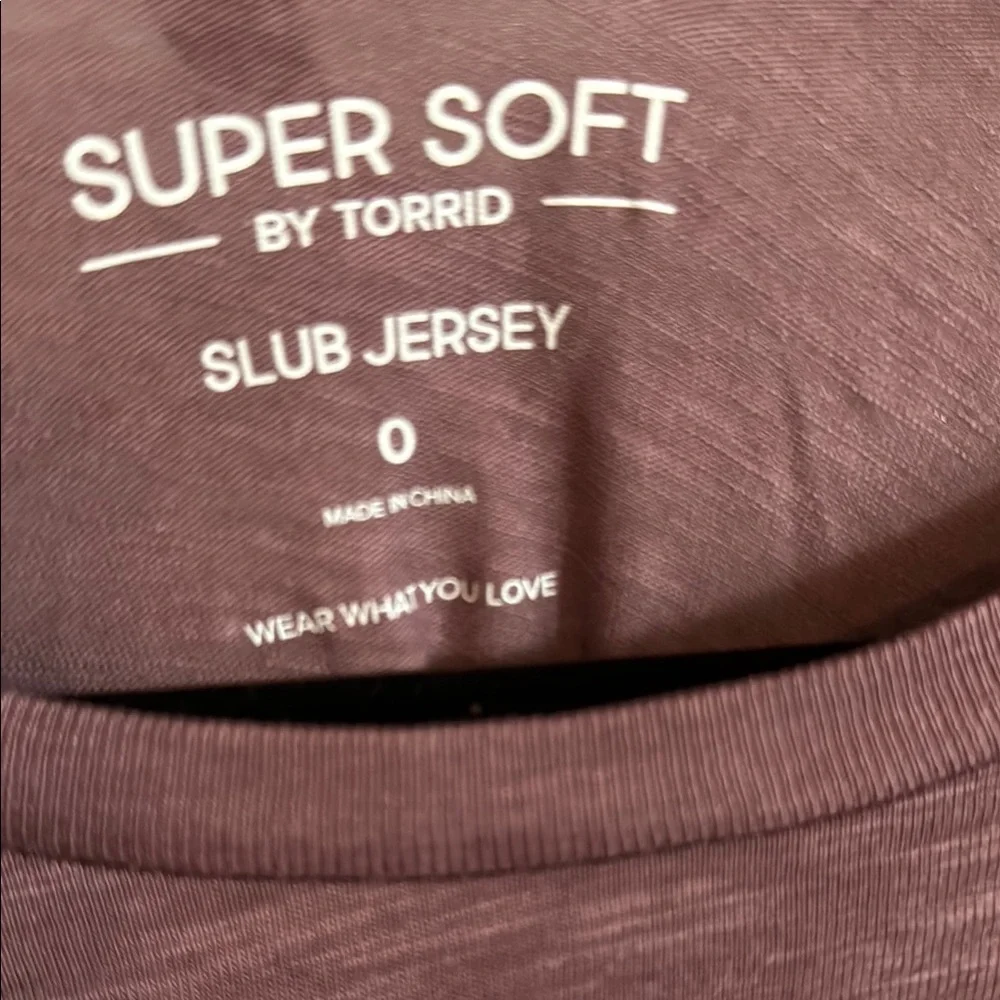 SUPER SOFT
BY TORRID
SLUB JERSEY
0
MADE IN CHINA
WEAR WHAT YOU LOVE